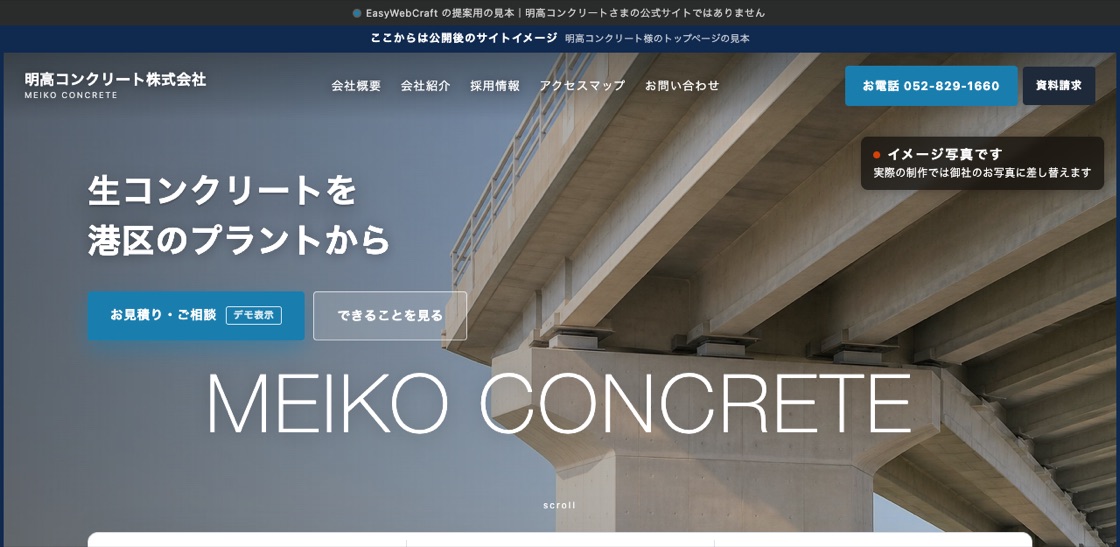 EasyWebCraft の提案用の見本｜明高コンクリートさまの公式サイトではありません
ここからは公開後のサイトイメージ 明高コンクリート様のトップページの見本
明高コンクリート株式会社
MEIKO CONCRETE
会社概要 会社紹介 採用情報 アクセスマップ お問い合わせ
お電話 052-829-1660
資料請求
イメージ写真です
実際の制作では御社のお写真に差し替えます
生コンクリートを
港区のプラントから
お見積り・ご相談 デモ表示
できることを見る
MEIKO CONCRETE
scroll